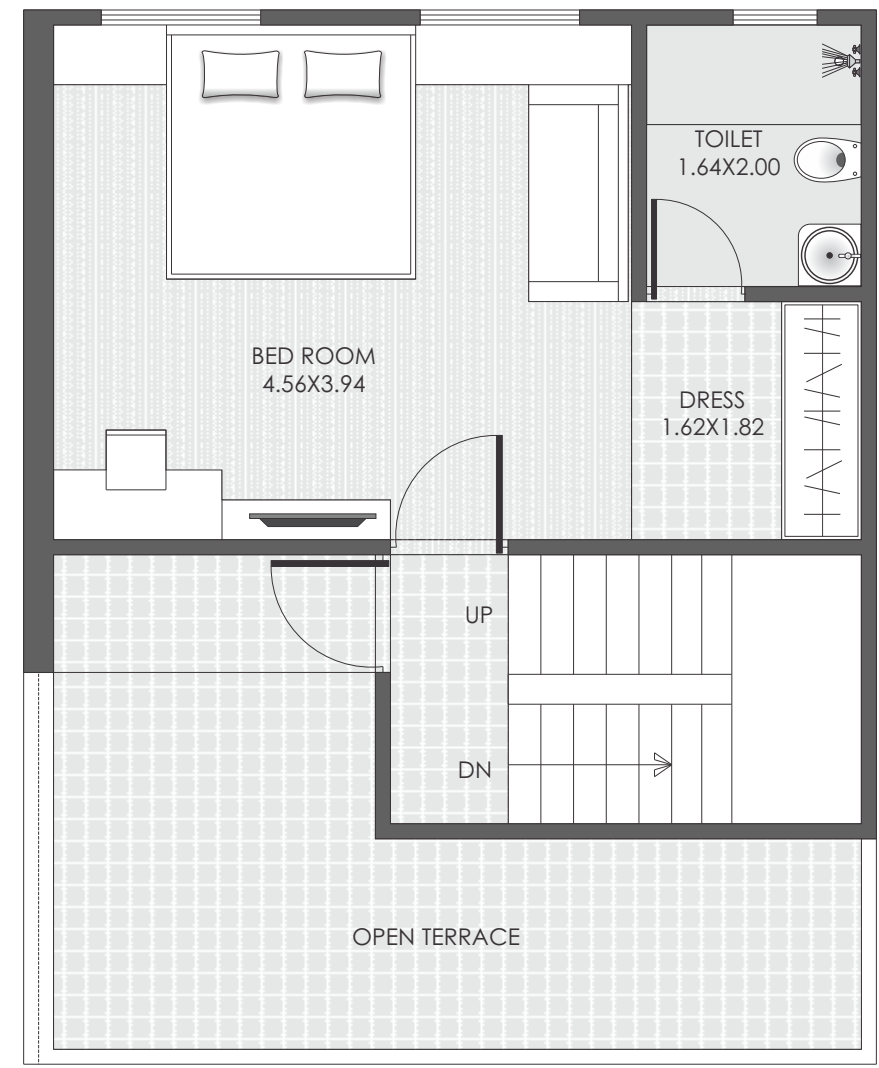 TOILET
1.64X2.00
BED ROOM
4.56X3.94
DRESS
1.62X1.82
UP
DN
OPEN TERRACE